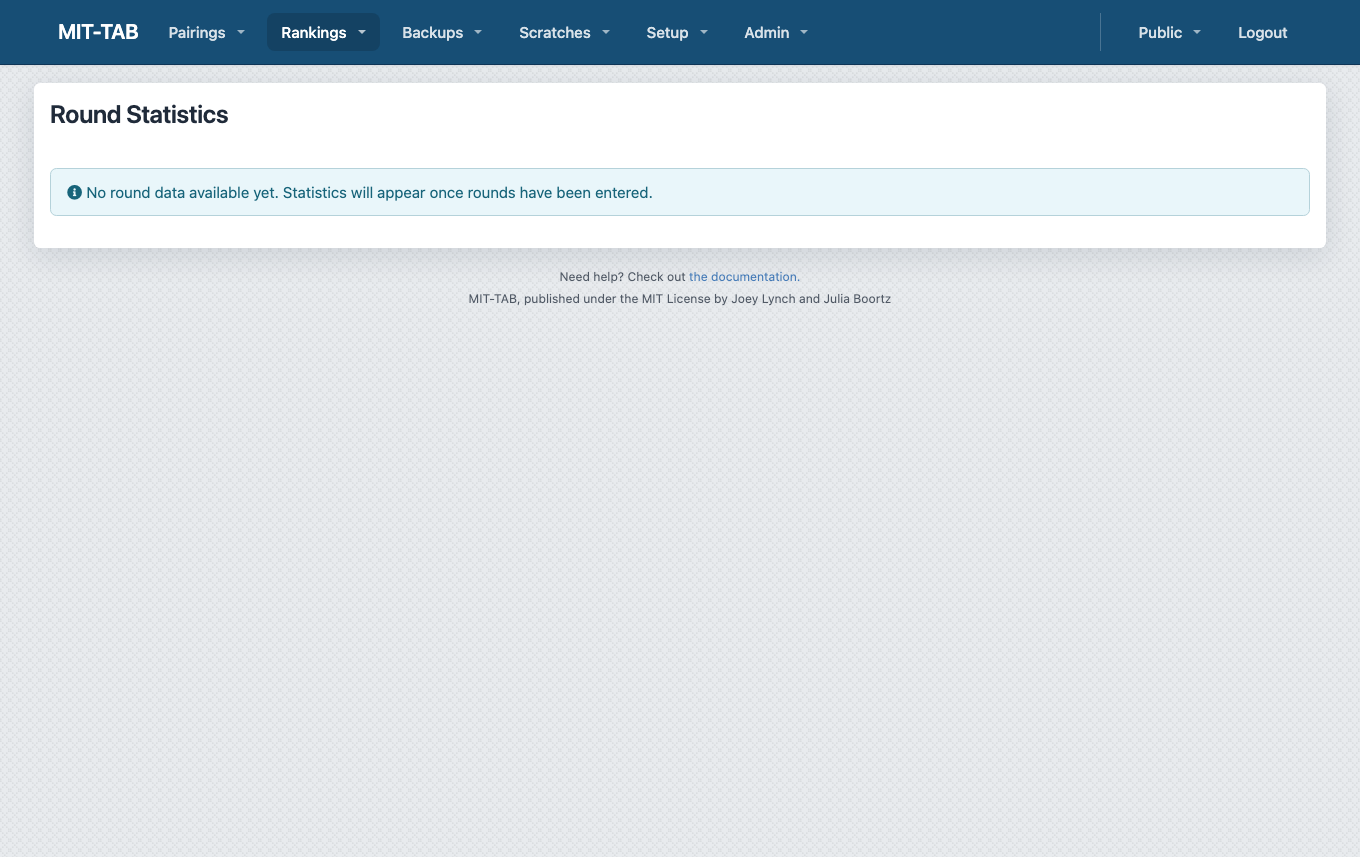 MIT-TAB Pairings Rankings Backups Scratches Setup Admin Public Logout
Round Statistics
No round data available yet. Statistics will appear once rounds have been entered.
Need help? Check out the documentation.
MIT-TAB, published under the MIT License by Joey Lynch and Julia Boortz